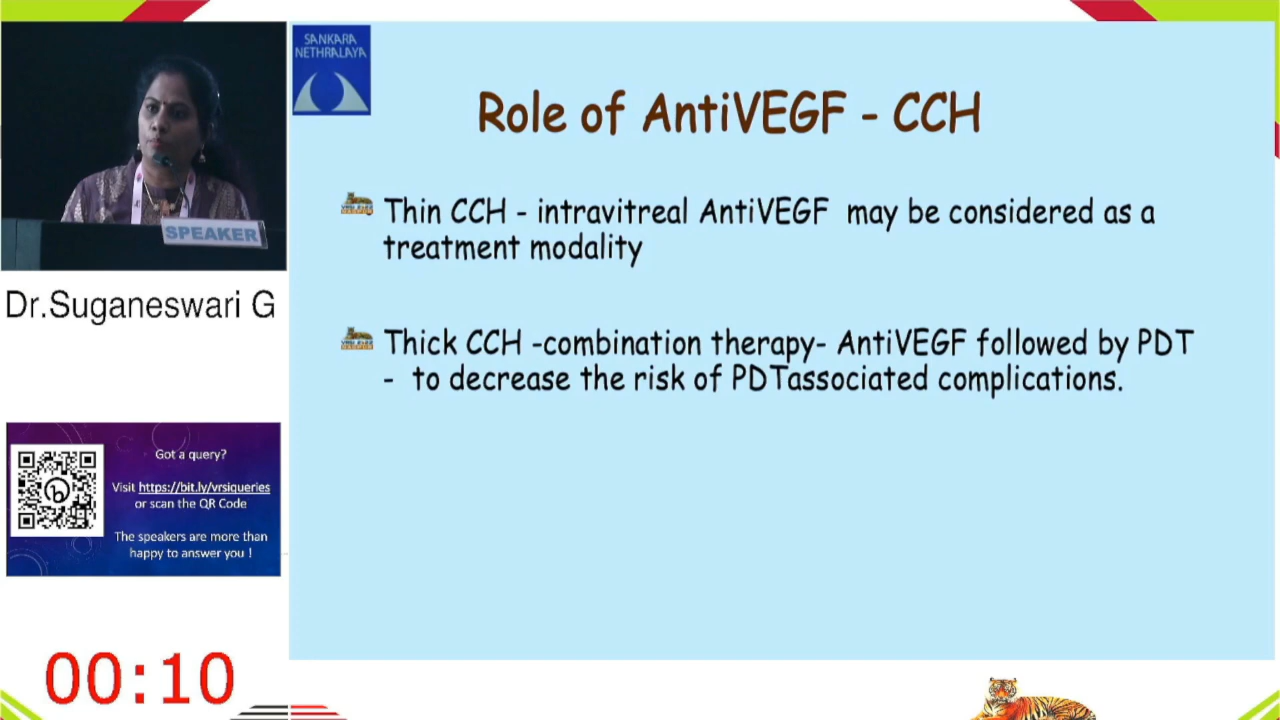 SANKARA
NETHRALAYA
Role of AntiVEGF - CCH
Thin CCH - intravitreal AntiVEGF may be considered as a
treatment modality
Thick CCH -combination therapy- AntiVEGF followed by PDT
- to decrease the risk of PDTassociated complications.
SPEAKER
Dr.Suganeswari G
Got a query?
Visit https://bit.ly/vrsiqueries
or scan the QR Code
The speakers are more than
happy to answer you !
00:10